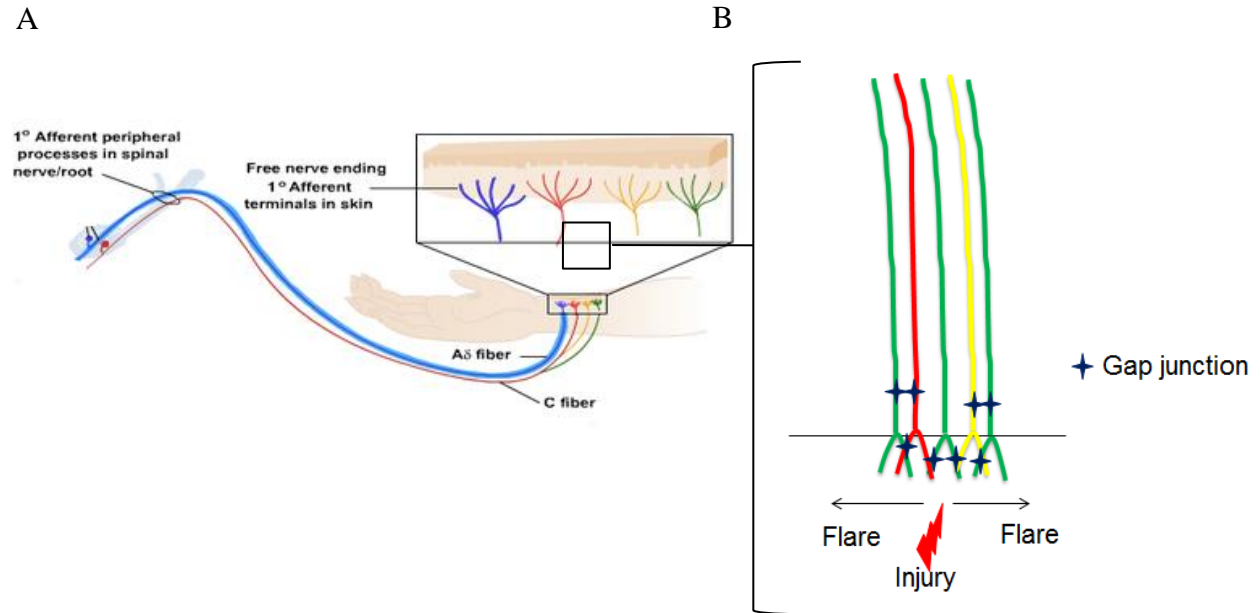 A
B
1° Afferent peripheral
processes in spinal
nerve/root
Free nerve ending
1° Afferent
terminals in skin
Aδ fiber
C fiber
Gap junction
Flare
Flare
Injury